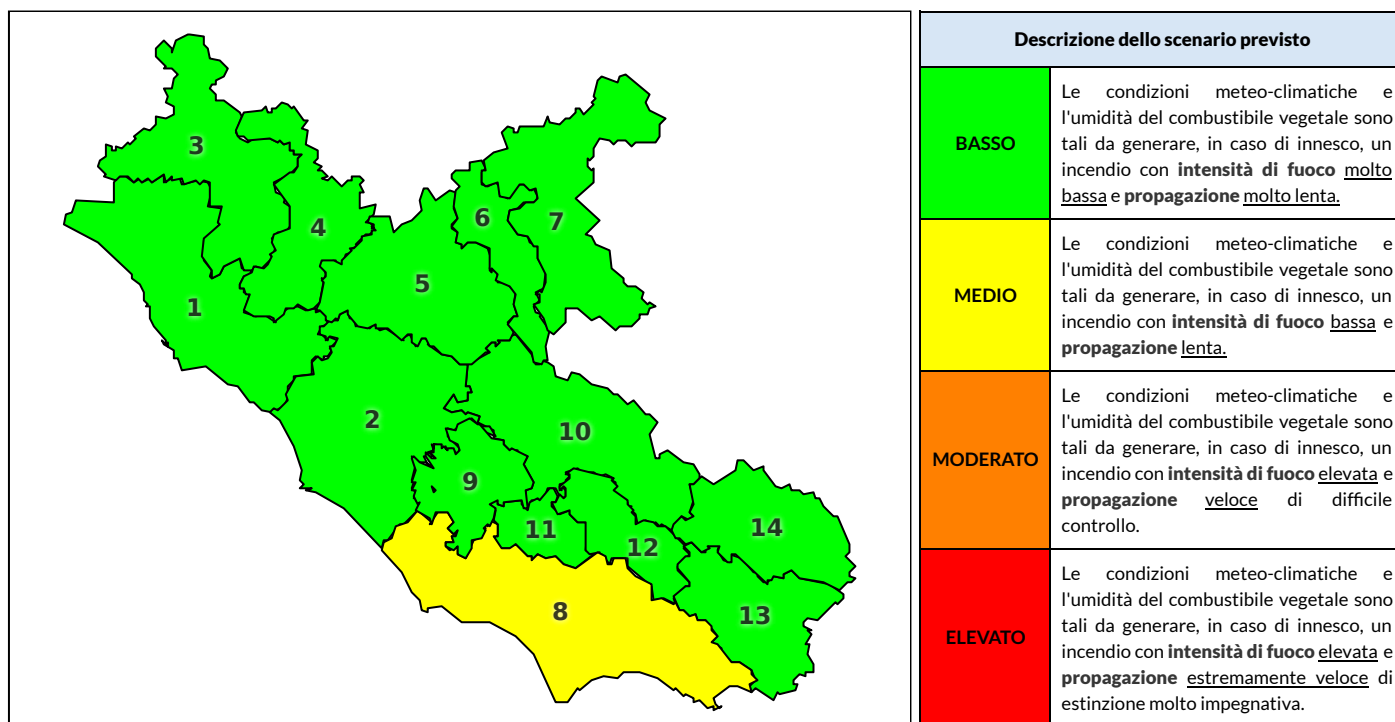 3
4
6
7
5
1
2
10
9
11
12
14
8
13
Descrizione dello scenario previsto
BASSO
Le condizioni meteo-climatiche e
l'umidità del combustibile vegetale sono
tali da generare, in caso di innesco, un
incendio con intensità di fuoco molto
bassa e propagazione molto lenta.
MEDIO
Le condizioni meteo-climatiche e
l'umidità del combustibile vegetale sono
tali da generare, in caso di innesco, un
incendio con intensità di fuoco bassa e
propagazione lenta.
MODERATO
Le condizioni meteo-climatiche e
l'umidità del combustibile vegetale sono
tali da generare, in caso di innesco, un
incendio con intensità di fuoco elevata e
propagazione veloce di difficile
controllo.
ELEVATO
Le condizioni meteo-climatiche e
l'umidità del combustibile vegetale sono
tali da generare, in caso di innesco, un
incendio con intensità di fuoco elevata e
propagazione estremamente veloce di
estinzione molto impegnativa.